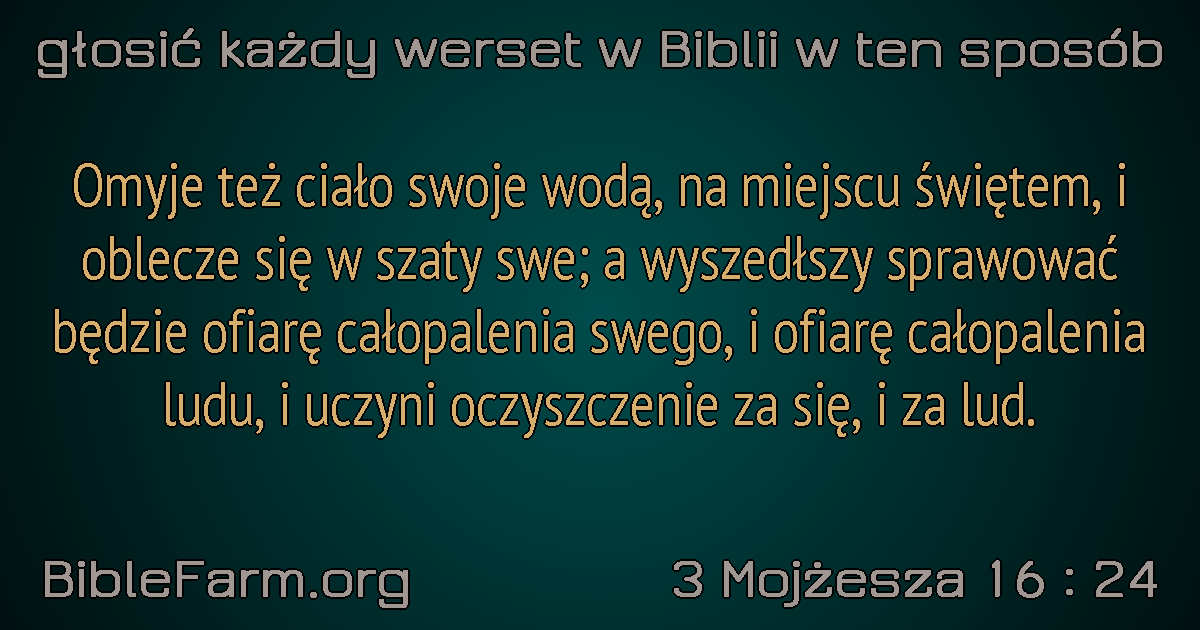 głosić każdy werset w Biblii w ten sposób
Omyje też ciało swoje wodą, na miejscu świętem, i
oblecze się w szaty swe; a wyszedłszy sprawować
będzie ofiarę całopalenia swego, i ofiarę całopalenia
ludu, i uczyni oczyszczenie za się, i za lud.
BibleFarm.org
3 Mojżesza 16 : 24